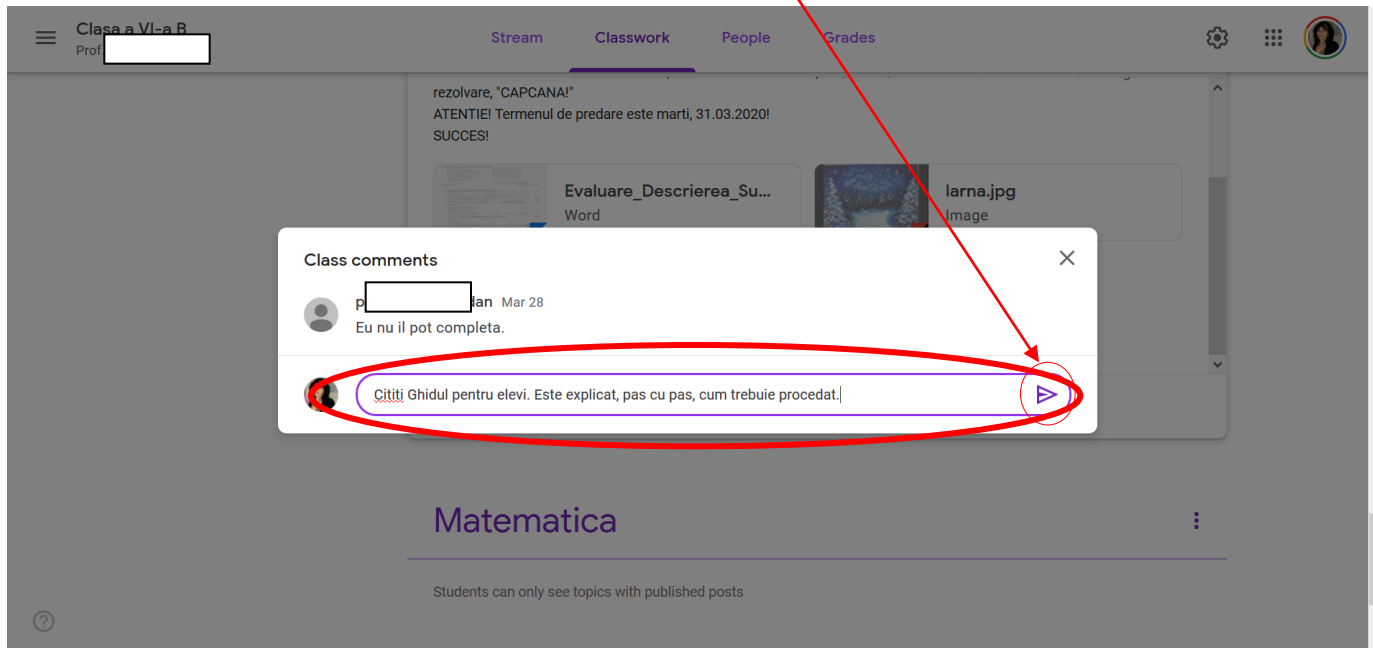 Clasa a VI-a B
Prof
Stream Classwork People Grades
rezolvare, "CAPCANA!"
ATENTIE! Termenul de predare este marti, 31.03.2020!
SUCCES!
Evaluare_Descrierea_Su...
Word
Iarna.jpg
Image
Class comments
p dan Mar 28
Eu nu il pot completa.
Cititi Ghidul pentru elevi. Este explicat, pas cu pas, cum trebuie procedat.
Matematica
Students can only see topics with published posts